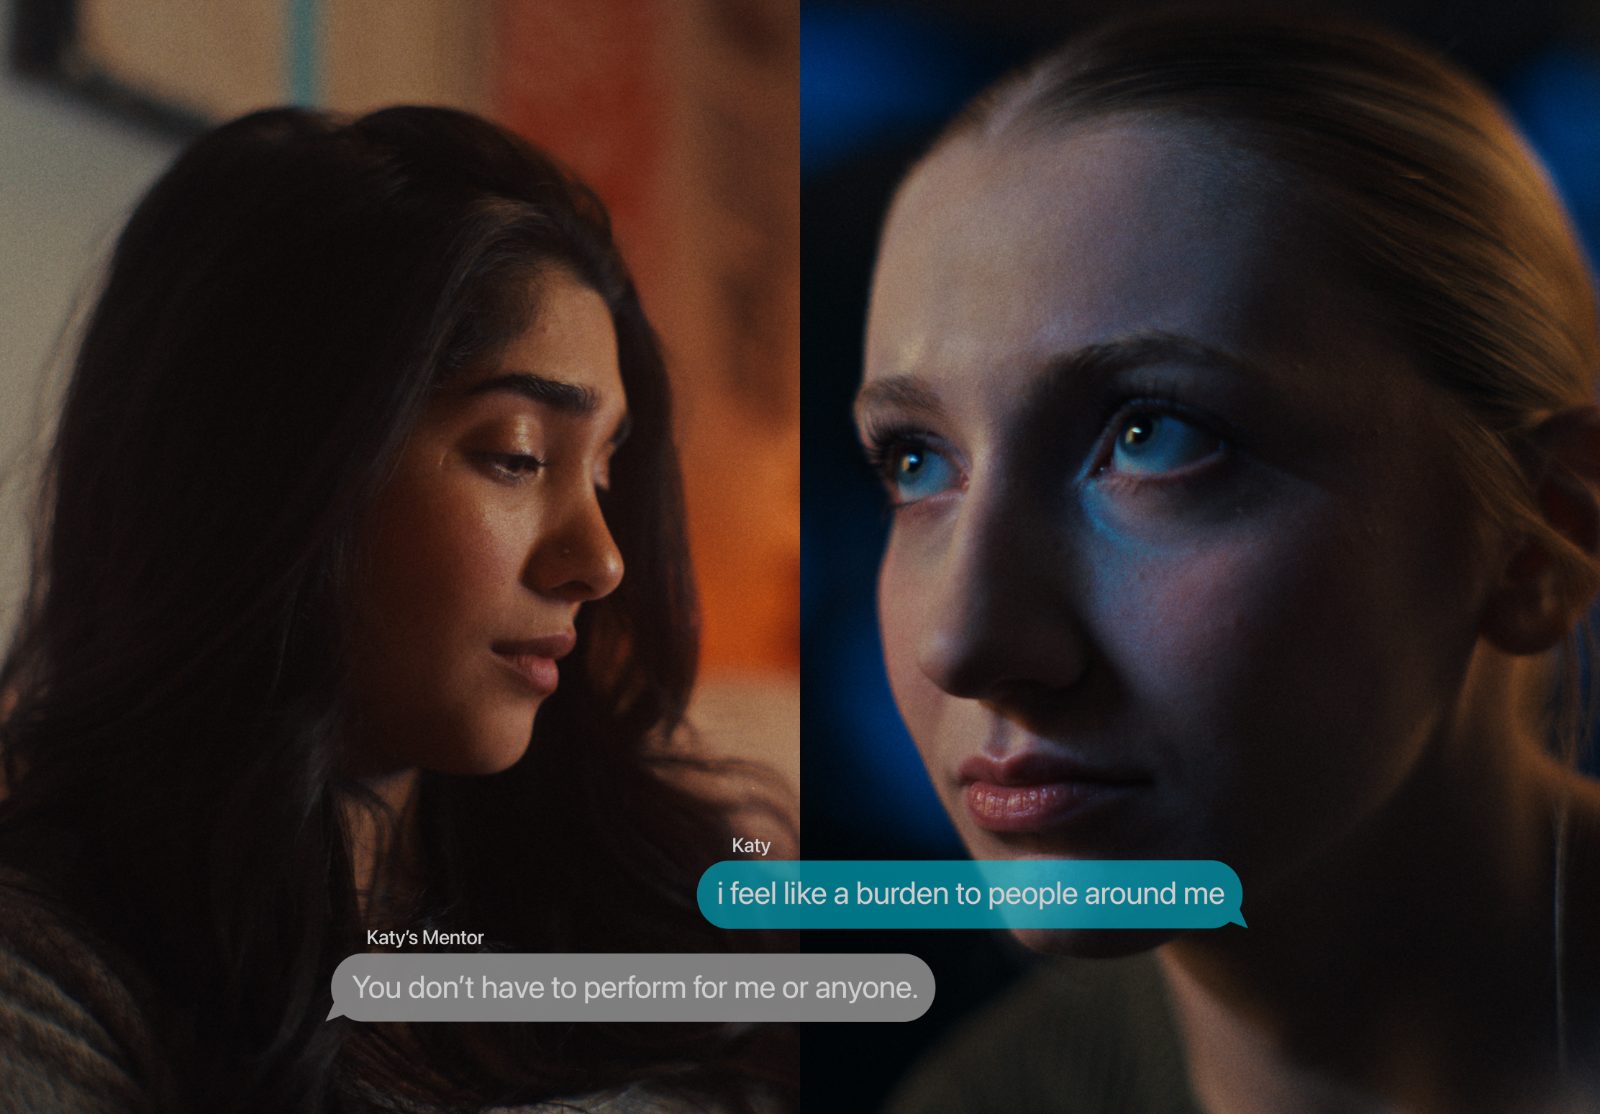 Katy
i feel like a burden to people around me
Katy’s Mentor
You don’t have to perform for me or anyone.